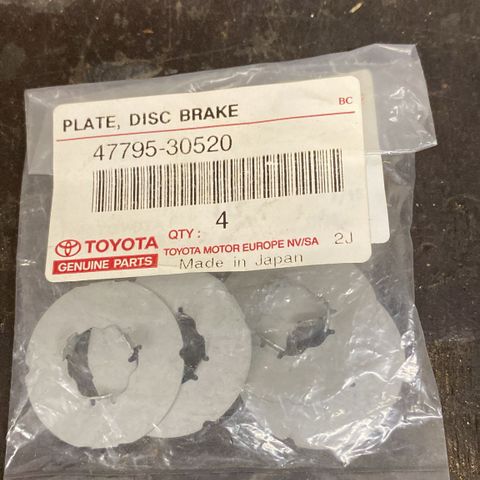 PLATE, DISC BRAKE BC
47795-30520
QTY : 4
TOYOTA TOYOTA MOTOR EUROPE NV/SA 2J
GENUINE PARTS Made in Japan